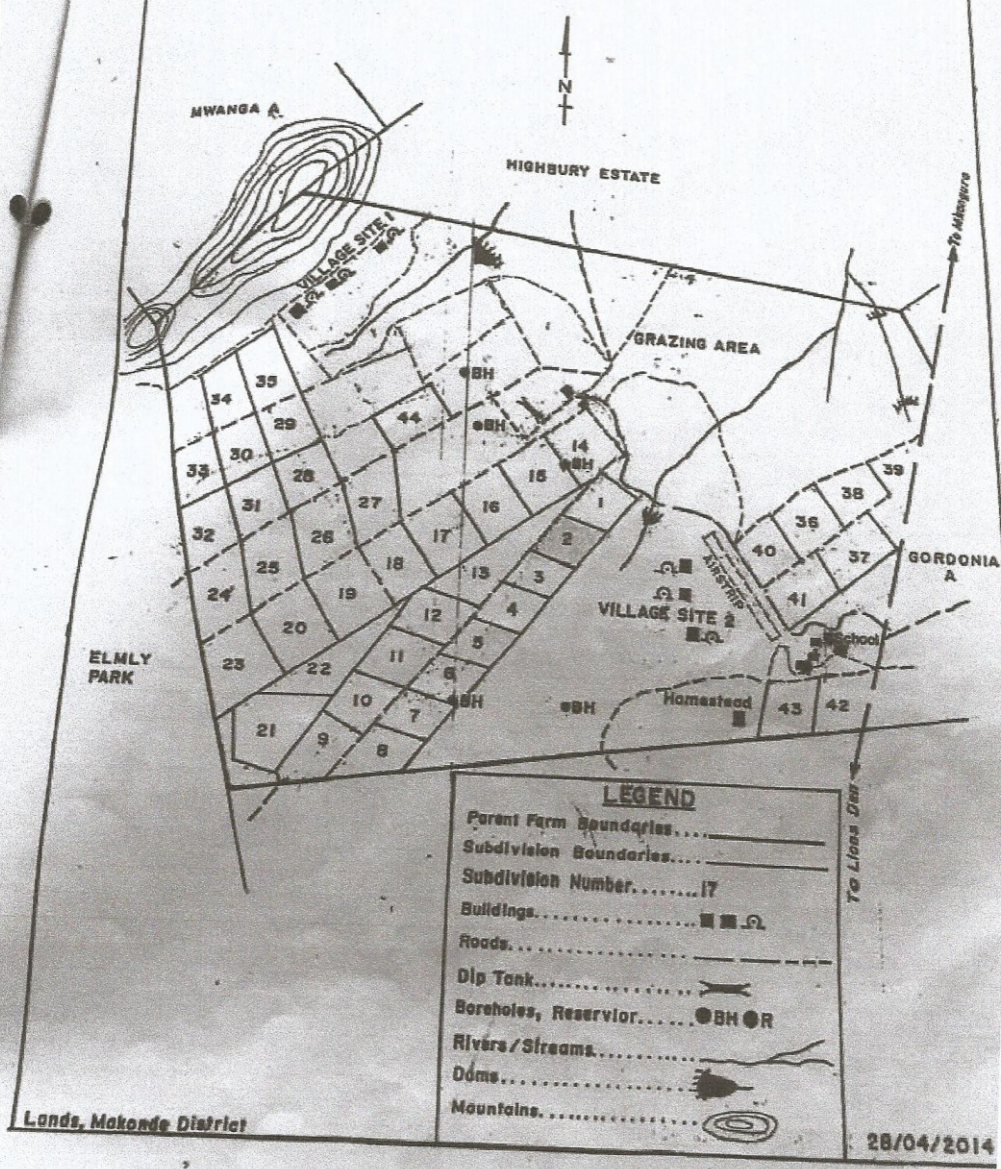 N
MWANGA A
HIGHBURY ESTATE
To Mhangura
VILLAGE SITE 1
GRAZING AREA
BH
35
34
29
44
BH
14
BH
39
33
30
28
15
38
31
27
16
1
36
32
26
17
2
40
37
GORDONIA
A
25
18
13
3
AIRSTRIP
24
19
4
41
12
VILLAGE SITE 2
20
5
School
ELMLY
PARK
23
22
11
6
10
BH
BH
Homestead
43
42
21
7
9
8
To Lions Den
LEGEND
Parent Farm Boundaries....
Subdivision Boundaries....
Subdivision Number........17
Buildings
Roads
Dip Tank
Boreholes, Reservior...... BH R
Rivers/Streams
Dams
Mountains
Lands, Makonde District
28/04/2014